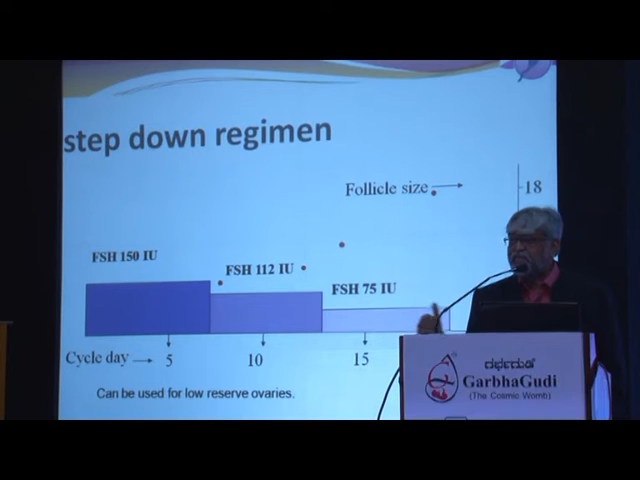 step down regimen
Follicle size
18
FSH 150 IU
FSH 112 IU
FSH 75 IU
Cycle day
5
10
15
Can be used for low reserve ovaries.
ಗರ್ಭಗುಡಿ
GarbhaGudi
(The Cosmic Womb)